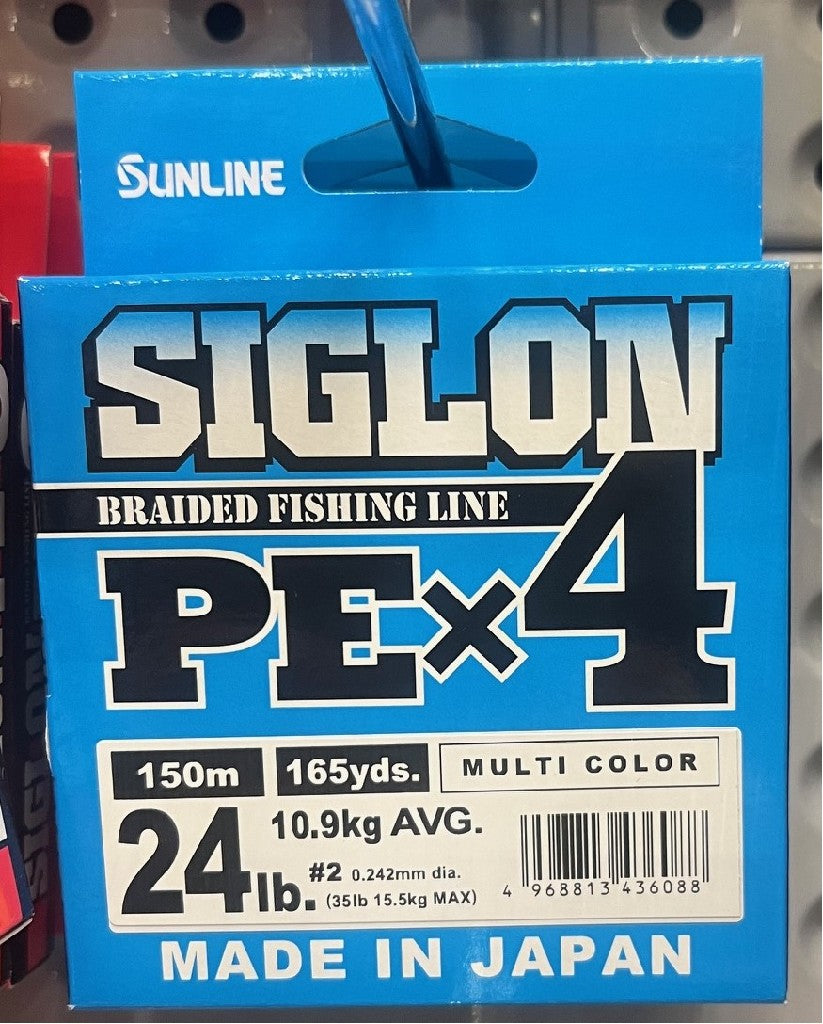 SUNLINE
SIGLON
BRAIDED FISHING LINE
PE×4
150m 165yds. MULTI COLOR
24lb. 10.9kg AVG.
#2 0.242mm dia.
(35lb 15.5kg MAX)
4 968813 436088
MADE IN JAPAN
SIGLON